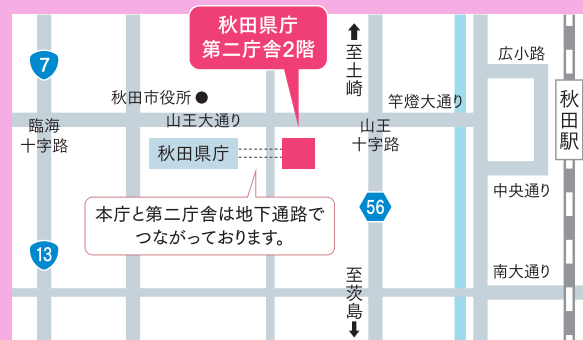 秋田県庁
第二庁舎2階
至土崎
広小路
7
秋田市役所
竿燈大通り
秋田駅
臨海
十字路
山王大通り
山王
十字路
秋田県庁
中央通り
本庁と第二庁舎は地下通路で
つながっております。
56
13
至茨島
南大通り